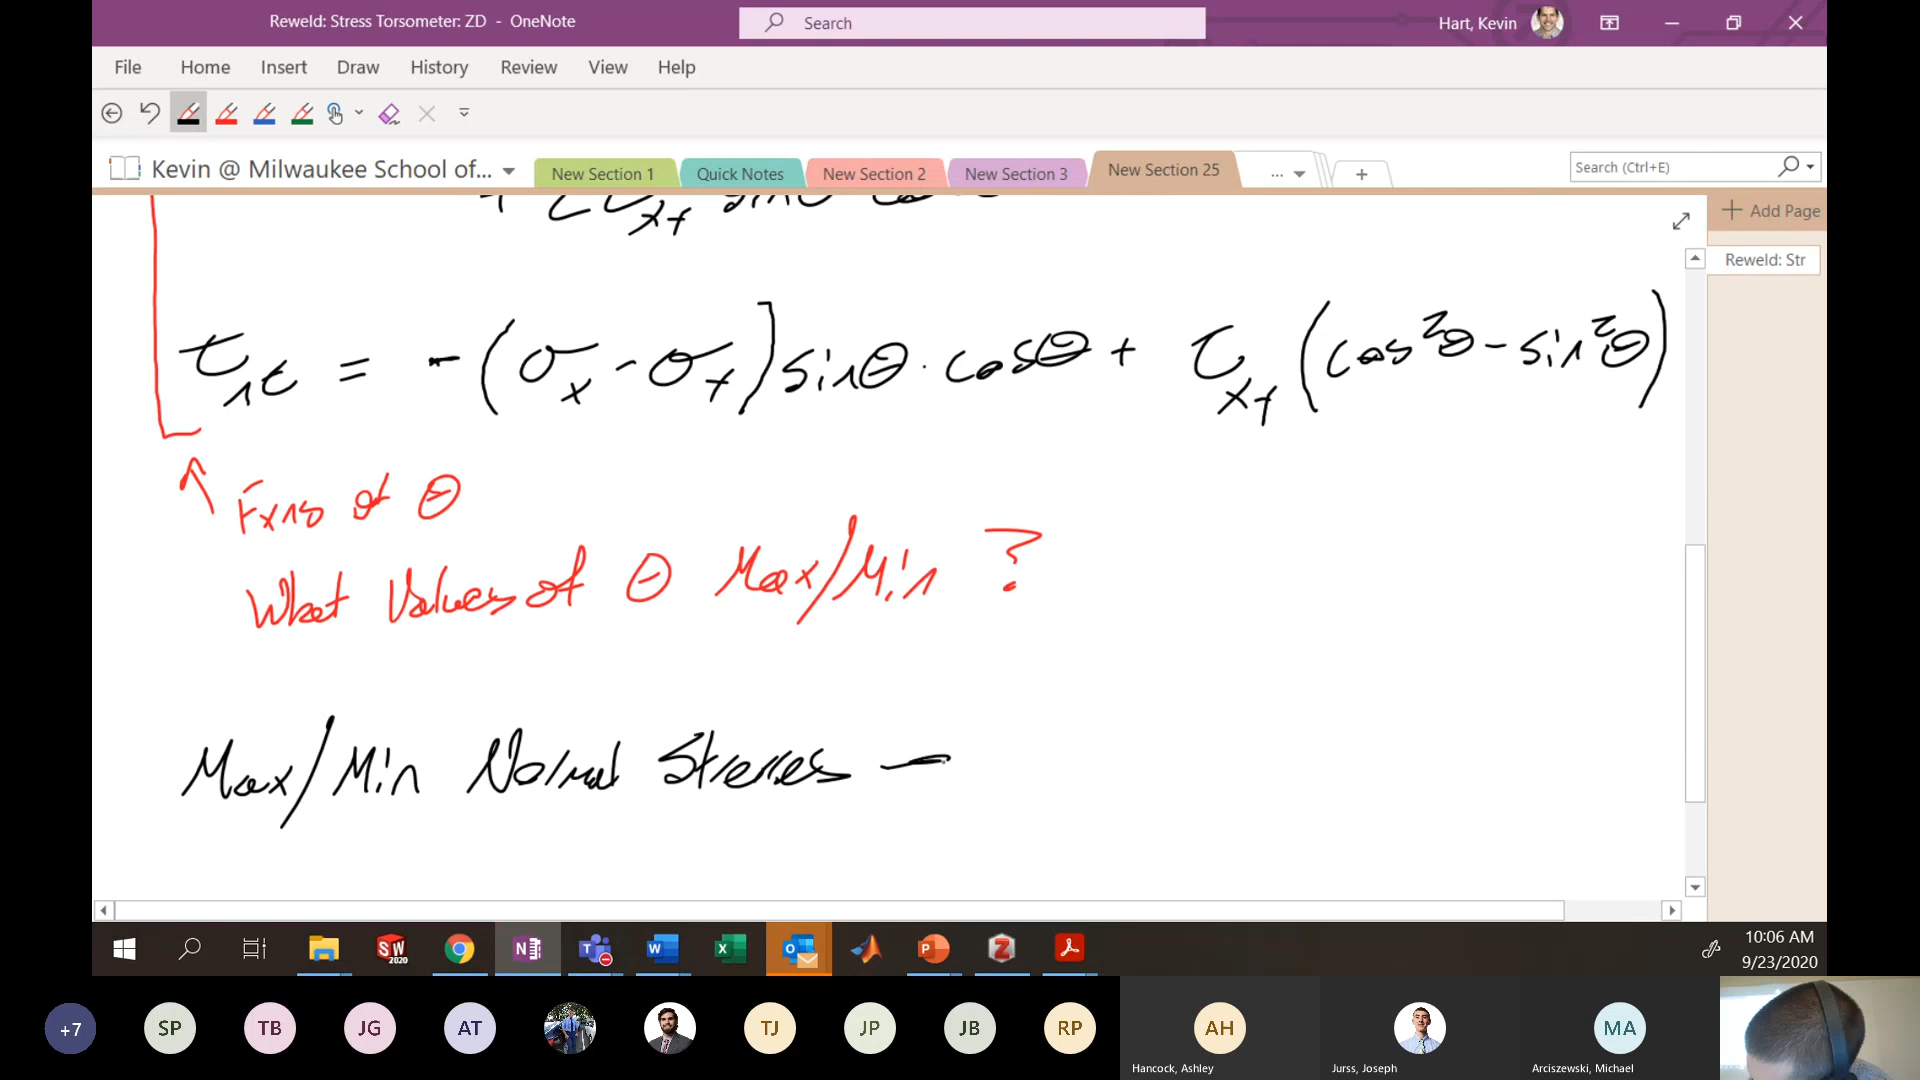 Reweld: Stress Torsometer: ZD - OneNote
Search
Hart, Kevin
File Home Insert Draw History Review View Help
Kevin @ Milwaukee School of...
New Section 1
Quick Notes
New Section 2
New Section 3
New Section 25
...
Search (Ctrl+E)
Add Page
Reweld: Str
τnt = -(σx - σy) sinθ · cosθ + τxy (cos²θ - sin²θ)
Fxns of θ
What Values of θ Max/Min ?
Max/Min Normal Stresses -
SW 2020
10:06 AM
9/23/2020
+7 SP TB JG AT TJ JP JB RP AH MA
Hancock, Ashley
Jurss, Joseph
Arciszewski, Michael